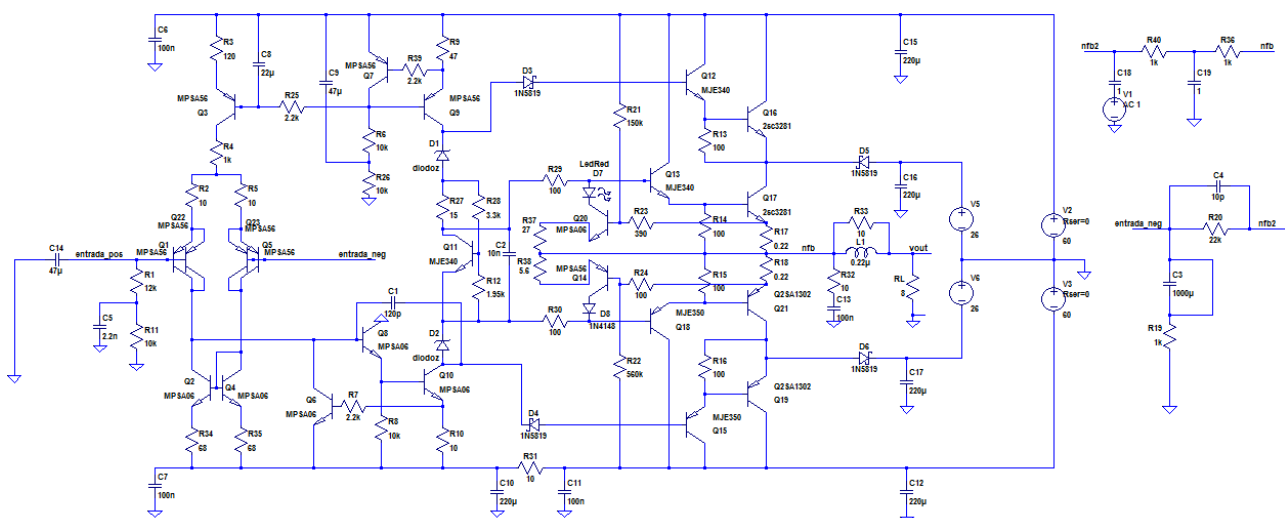 C6
100n
R3
120
C8
22µ
C9
47µ
MPSA56
Q7
R39
2.2k
R9
47
MPSA56
Q3
R25
2.2k
MPSA56
Q9
R6
10k
R26
10k
D1
diodoz
D3
1N5819
Q12
MJE340
R21
150k
R13
100
Q16
2sc3281
C15
220µ
D5
1N5819
C16
220µ
R4
1k
R2
10
R5
10
Q22
MPSA56
Q1
Q23
Q5
MPSA56
C14
47µ
entrada_pos
entrada_neg
R1
12k
C5
2.2n
R11
10k
R27
15
R28
3.3k
Q11
MJE340
R12
1.95k
C2
10n
R29
100
LedRed
D7
Q20
MPSA06
R37
27
R38
5.6
MPSA56
Q14
R23
390
R24
100
Q13
MJE340
R14
100
R15
100
Q17
2sc3281
R17
0.22
R18
0.22
nfb
R33
10
L1
0.22µ
vout
R32
10
C13
100n
RL
8
V5
26
V6
26
V2
Rser=0
60
V3
Rser=0
60
C1
120p
Q8
MPSA06
D2
diodoz
R30
100
D8
1N4148
MJE350
Q18
Q2SA1302
Q21
Q2
MPSA06
Q4
MPSA06
Q6
MPSA06
R7
2.2k
R8
10k
Q10
MPSA06
R10
10
D4
1N5819
R22
560k
R16
100
MJE350
Q15
Q2SA1302
Q19
D6
1N5819
C17
220µ
R34
68
R35
68
C7
100n
R31
10
C10
220µ
C11
100n
C12
220µ
nfb2
R40
1k
R36
1k
nfb
C18
1
V1
AC 1
C19
1
C4
10p
entrada_neg
R20
22k
nfb2
C3
1000µ
R19
1k